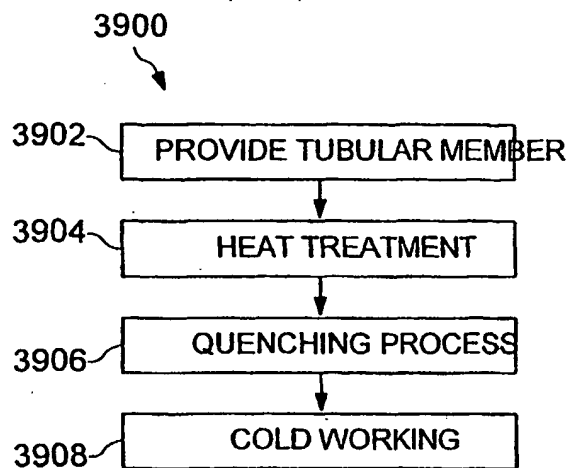 3900
3902
PROVIDE TUBULAR MEMBER
3904
HEAT TREATMENT
3906
QUENCHING PROCESS
3908
COLD WORKING